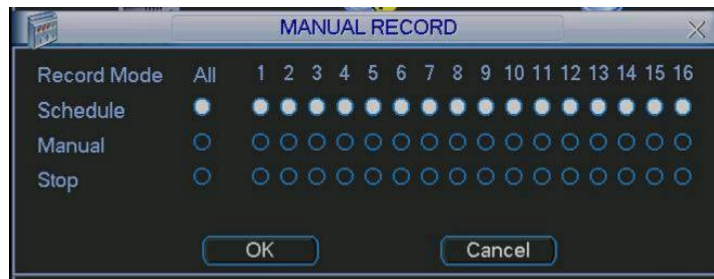 MANUAL RECORD
Record Mode All 1 2 3 4 5 6 7 8 9 10 11 12 13 14 15 16
Schedule
Manual
Stop
OK Cancel